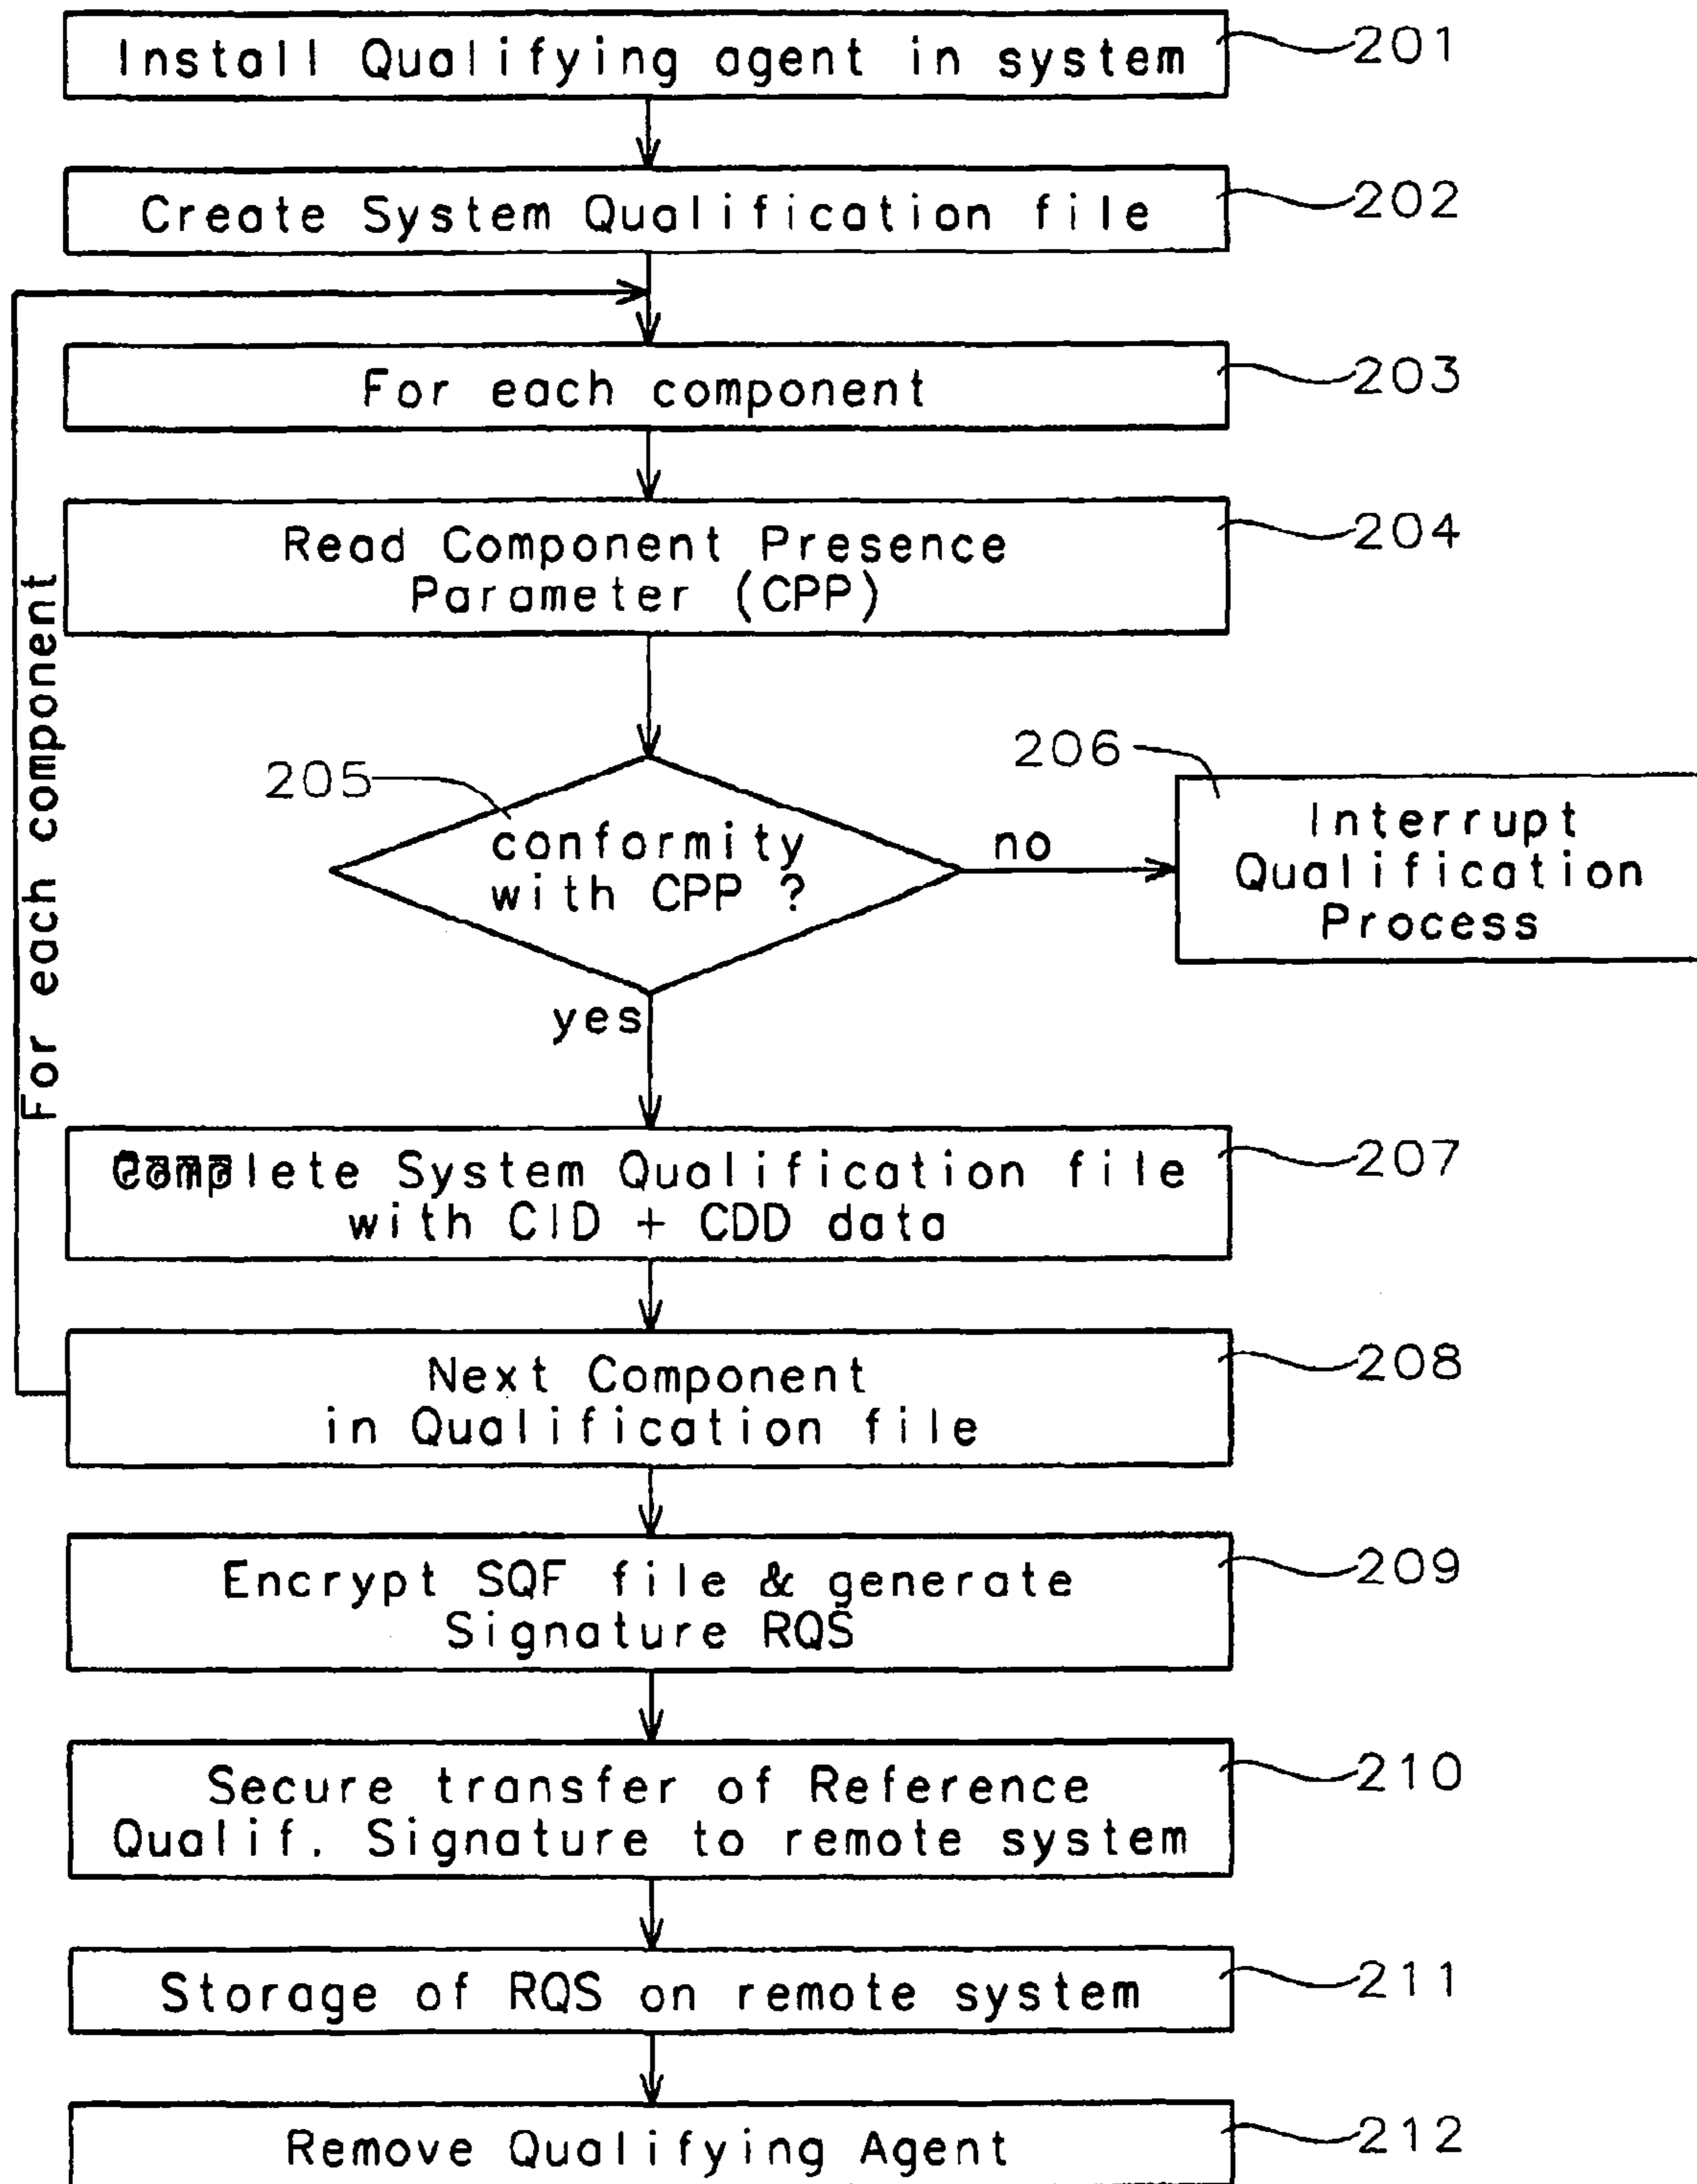 Install Qualifying agent in system
201
Create System Qualification file
202
For each component
203
Read Component Presence
Parameter (CPP)
204
For each component
205
conformity
with CPP ?
no
206
Interrupt
Qualification
Process
yes
Complete System Qualification file
with CID + CDD data
207
Next Component
in Qualification file
208
Encrypt SQF file & generate
Signature RQS
209
Secure transfer of Reference
Qualif. Signature to remote system
210
Storage of RQS on remote system
211
Remove Qualifying Agent
212